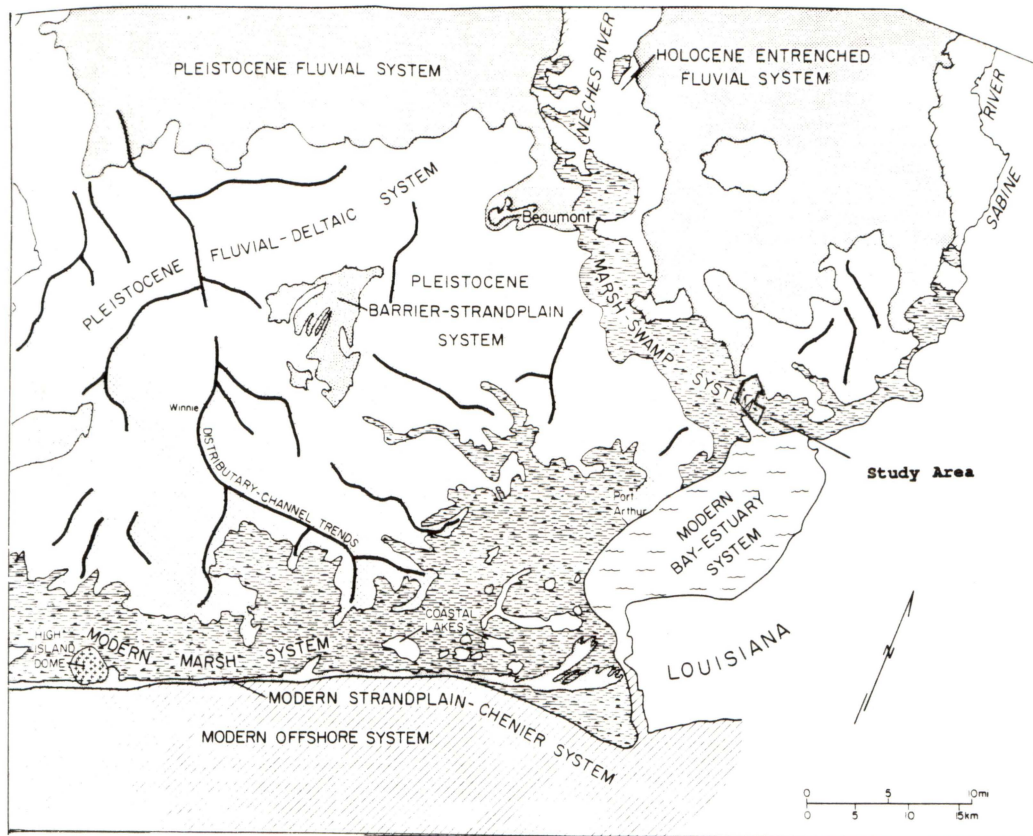 PLEISTOCENE FLUVIAL SYSTEM
NECHES RIVER
HOLOCENE ENTRENCHED
FLUVIAL SYSTEM
RIVER
SABINE
Beaumont
PLEISTOCENE FLUVIAL-DELTAIC SYSTEM
PLEISTOCENE
BARRIER-STRANDPLAIN
SYSTEM
MARSH SWAMP SYSTEM
Winnie
DISTRIBUTARY-CHANNEL TRENDS
Study Area
Port
Arthur
MODERN
BAY-ESTUARY
SYSTEM
COASTAL
LAKES
HIGH
ISLAND
DOME
MODERN MARSH SYSTEM
LOUISIANA
N
MODERN STRANDPLAIN-CHENIER SYSTEM
MODERN OFFSHORE SYSTEM
0 5 10mi
0 5 10 15km